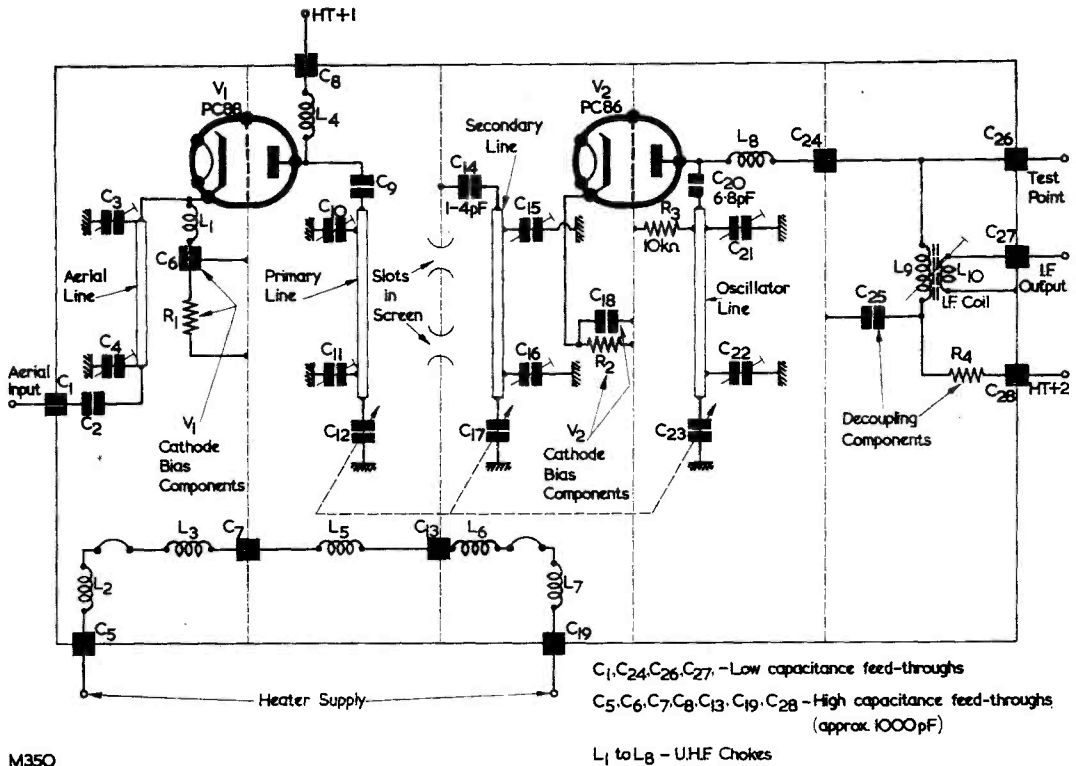 HT+1
C8
V1
PC88
L4
V2
PC86
Secondary
Line
L8
C24
C26
Test
Point
C3
C9
C14
1-4pF
C20
6·8pF
C10
C15
R3
10kn
C21
L1
C6
Aerial
Line
R1
Primary
Line
Slots
in
Screen
Oscillator
Line
L9
L10
I.F. Coil
C27
I.F
Output
C25
C4
C11
C16
C18
R2
C22
R4
C28
HT+2
Aerial
Input
C1
C2
C12
C17
C23
V1
Cathode
Bias
Components
V2
Cathode
Bias
Components
Decoupling
Components
L3
C7
L5
C13
L6
L2
L7
C5
C19
Heater Supply
C1,C24,C26,C27,-Low capacitance feed-throughs
C5,C6,C7,C8,C13,C19,C28-High capacitance feed-throughs
(approx. 1000pF)
L1 to L8 - U.H.F. Chokes
M350